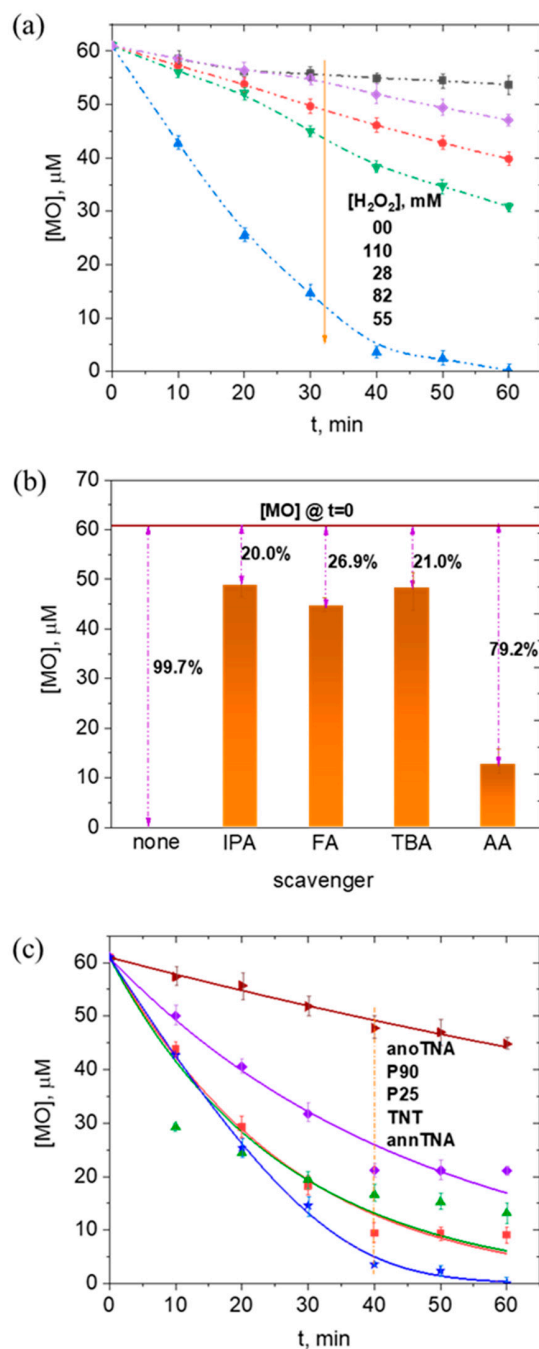 (a)
70
60
50
40
30
20
10
0
[MO], μM
[H₂O₂], mM
00
110
28
82
55
0 10 20 30 40 50 60
t, min
(b)
70
60
50
40
30
20
10
0
[MO], μM
[MO] @ t=0
20.0%
26.9%
21.0%
99.7%
79.2%
none IPA FA TBA AA
scavenger
(c)
70
60
50
40
30
20
10
0
[MO], μM
anoTNA
P90
P25
TNT
annTNA
0 10 20 30 40 50 60
t, min